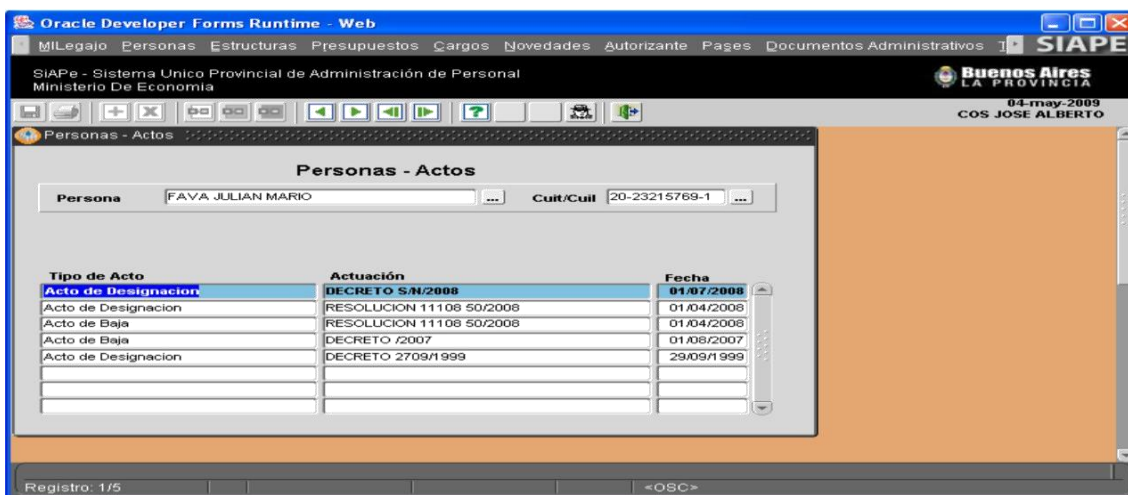 Oracle Developer Forms Runtime - Web
MILegajo Personas Estructuras Presupuestos Cargos Novedades Autorizante Pages Documentos Administrativos SIAPE
SiAPe - Sistema Unico Provincial de Administración de Personal
Ministerio De Economia
Buenos Aires
LA PROVINCIA
04-may-2009
COS JOSE ALBERTO
Personas - Actos
Personas - Actos
Persona FAVA JULIAN MARIO ... Cuit/Cuil 20-23215769-1 ...
Tipo de Acto Actuación Fecha
Acto de Designacion DECRETO S/N/2008 01/07/2008
Acto de Designacion RESOLUCION 11108 50/2008 01/04/2008
Acto de Baja RESOLUCION 11108 50/2008 01/04/2008
Acto de Baja DECRETO /2007 01/08/2007
Acto de Designacion DECRETO 2709/1999 29/09/1999
Registro: 1/5 <OSC>